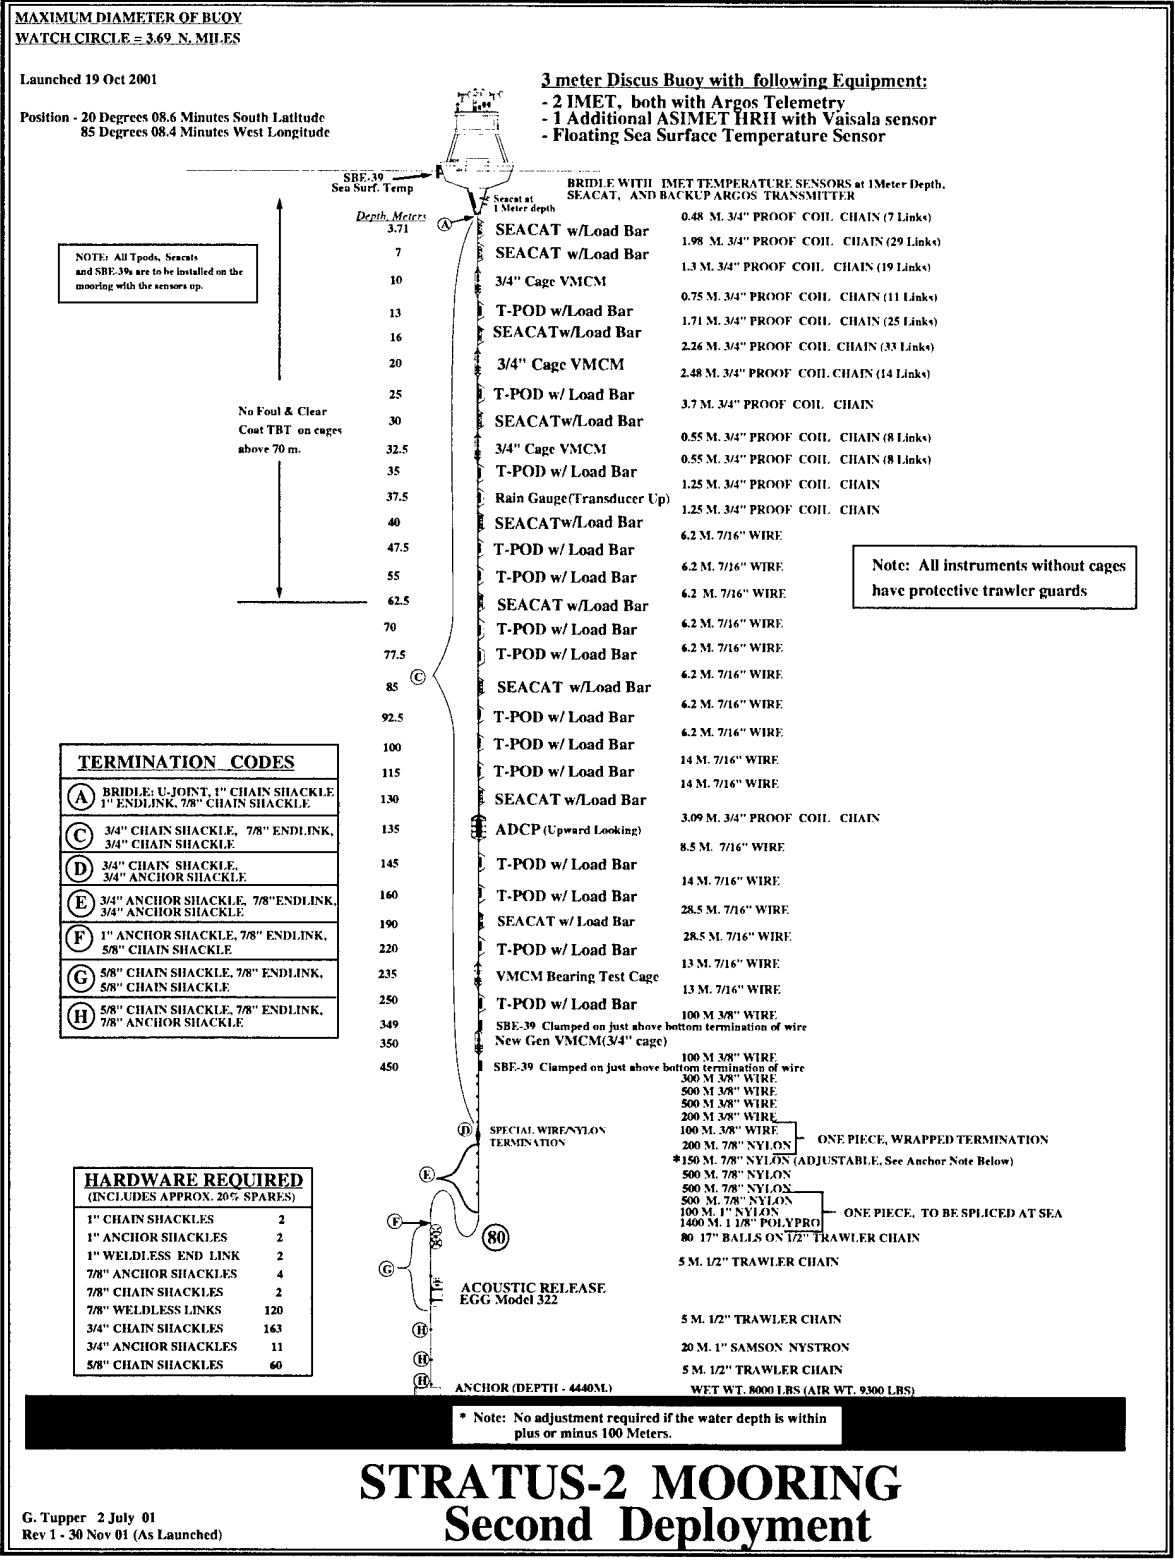 MAXIMUM DIAMETER OF BUOY
WATCH CIRCLE = 3.69 N. MILES
Launched 19 Oct 2001
Position - 20 Degrees 08.6 Minutes South Latitude
85 Degrees 08.4 Minutes West Longitude
3 meter Discus Buoy with following Equipment:
- 2 IMET, both with Argos Telemetry
- 1 Additional ASIMET HRH with Vaisala sensor
- Floating Sea Surface Temperature Sensor
SBE-39
Sea Surf. Temp
BRIDLE WITH IMET TEMPERATURE SENSORS at 1Meter Depth,
SEACAT, AND BACKUP ARGOS TRANSMITTER
Seacat at
1 Meter depth
Depth, Meters
A
0.48 M. 3/4" PROOF COIL CHAIN (7 Links)
3.71 SEACAT w/Load Bar
1.98 M. 3/4" PROOF COIL CHAIN (29 Links)
7 SEACAT w/Load Bar
1.3 M. 3/4" PROOF COIL CHAIN (19 Links)
10 3/4" Cage VMCM
0.75 M. 3/4" PROOF COIL CHAIN (11 Links)
13 T-POD w/Load Bar
1.71 M. 3/4" PROOF COIL CHAIN (25 Links)
16 SEACATw/Load Bar
2.26 M. 3/4" PROOF COIL CHAIN (33 Links)
20 3/4" Cage VMCM
2.48 M. 3/4" PROOF COIL CHAIN (14 Links)
25 T-POD w/ Load Bar
3.7 M. 3/4" PROOF COIL CHAIN
30 SEACATw/Load Bar
0.55 M. 3/4" PROOF COIL CHAIN (8 Links)
32.5 3/4" Cage VMCM
0.55 M. 3/4" PROOF COIL CHAIN (8 Links)
35 T-POD w/ Load Bar
1.25 M. 3/4" PROOF COIL CHAIN
37.5 Rain Gauge(Transducer Up)
1.25 M. 3/4" PROOF COIL CHAIN
40 SEACATw/Load Bar
6.2 M. 7/16" WIRE
47.5 T-POD w/ Load Bar
6.2 M. 7/16" WIRE
55 T-POD w/ Load Bar
6.2 M. 7/16" WIRE
62.5 SEACAT w/Load Bar
6.2 M. 7/16" WIRE
70 T-POD w/ Load Bar
6.2 M. 7/16" WIRE
77.5 T-POD w/ Load Bar
C
6.2 M. 7/16" WIRE
85 SEACAT w/Load Bar
6.2 M. 7/16" WIRE
92.5 T-POD w/ Load Bar
6.2 M. 7/16" WIRE
100 T-POD w/ Load Bar
14 M. 7/16" WIRE
115 T-POD w/ Load Bar
14 M. 7/16" WIRE
130 SEACAT w/Load Bar
3.09 M. 3/4" PROOF COIL CHAIN
135 ADCP (Upward Looking)
8.5 M. 7/16" WIRE
145 T-POD w/ Load Bar
14 M. 7/16" WIRE
160 T-POD w/ Load Bar
28.5 M. 7/16" WIRE
190 SEACAT w/ Load Bar
28.5 M. 7/16" WIRE
220 T-POD w/ Load Bar
13 M. 7/16" WIRE
235 VMCM Bearing Test Cage
13 M. 7/16" WIRE
250 T-POD w/ Load Bar
100 M 3/8" WIRE
349 SBE-39 Clamped on just above bottom termination of wire
350 New Gen VMCM(3/4" cage)
100 M 3/8" WIRE
450 SBE-39 Clamped on just above bottom termination of wire
300 M 3/8" WIRE
500 M 3/8" WIRE
500 M 3/8" WIRE
200 M 3/8" WIRE
D SPECIAL WIRE/NYLON
TERMINATION
100 M. 3/8" WIRE
200 M. 7/8" NYLON
ONE PIECE, WRAPPED TERMINATION
*150 M. 7/8" NYLON (ADJUSTABLE, See Anchor Note Below)
E
500 M. 7/8" NYLON
500 M. 7/8" NYLON
500 M. 7/8" NYLON
100 M. 1" NYLON
1400 M. 1 1/8" POLYPRO
ONE PIECE, TO BE SPLICED AT SEA
F
80
80 17" BALLS ON 1/2" TRAWLER CHAIN
G
5 M. 1/2" TRAWLER CHAIN
ACOUSTIC RELEASE
EGG Model 322
5 M. 1/2" TRAWLER CHAIN
H
20 M. 1" SAMSON NYSTRON
H
5 M. 1/2" TRAWLER CHAIN
H
ANCHOR (DEPTH - 4440M.)
WET WT. 8000 LBS (AIR WT. 9300 LBS)
NOTE: All Tpods, Seacats
and SBE-39s are to be installed on the
mooring with the sensors up.
No Foul & Clear
Coat TBT on cages
above 70 m.
Note: All instruments without cages
have protective trawler guards
TERMINATION CODES
A BRIDLE: U-JOINT, 1" CHAIN SHACKLE
1" ENDLINK, 7/8" CHAIN SHACKLE
C 3/4" CHAIN SHACKLE, 7/8" ENDLINK,
3/4" CHAIN SHACKLE
D 3/4" CHAIN SHACKLE,
3/4" ANCHOR SHACKLE
E 3/4" ANCHOR SHACKLE, 7/8"ENDLINK,
3/4" ANCHOR SHACKLE
F 1" ANCHOR SHACKLE, 7/8" ENDLINK,
5/8" CHAIN SHACKLE
G 5/8" CHAIN SHACKLE, 7/8" ENDLINK,
5/8" CHAIN SHACKLE
H 5/8" CHAIN SHACKLE, 7/8" ENDLINK,
7/8" ANCHOR SHACKLE
HARDWARE REQUIRED
(INCLUDES APPROX. 20% SPARES)
1" CHAIN SHACKLES 2
1" ANCHOR SHACKLES 2
1" WELDLESS END LINK 2
7/8" ANCHOR SHACKLES 4
7/8" CHAIN SHACKLES 2
7/8" WELDLESS LINKS 120
3/4" CHAIN SHACKLES 163
3/4" ANCHOR SHACKLES 11
5/8" CHAIN SHACKLES 60
* Note: No adjustment required if the water depth is within
plus or minus 100 Meters.
STRATUS-2 MOORING
Second Deployment
G. Tupper 2 July 01
Rev 1 - 30 Nov 01 (As Launched)